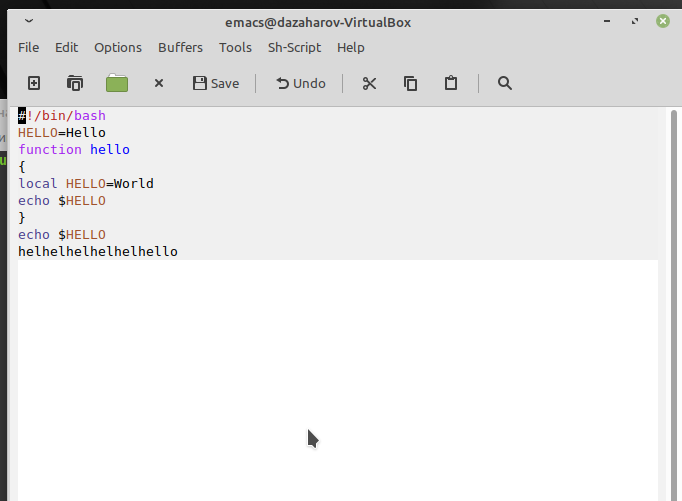 emacs@dazaharov-VirtualBox
File Edit Options Buffers Tools Sh-Script Help
Save Undo
#!/bin/bash
HELLO=Hello
function hello
{
local HELLO=World
echo $HELLO
}
echo $HELLO
helhelhelhelhelhello